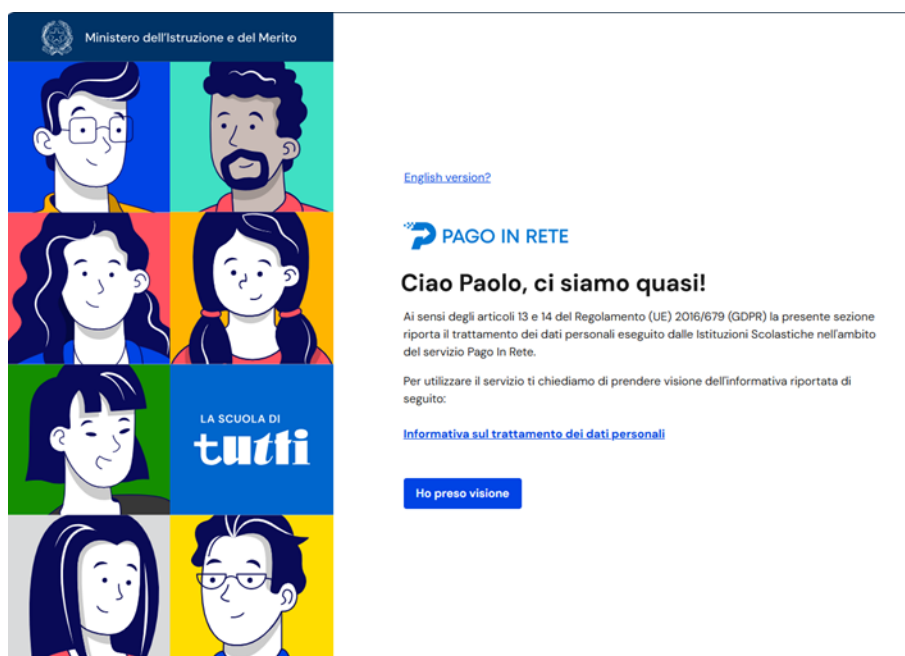 Ministero dell'Istruzione e del Merito
English version?
PAGO IN RETE
Ciao Paolo, ci siamo quasi!
Ai sensi degli articoli 13 e 14 del Regolamento (UE) 2016/679 (GDPR) la presente sezione
riporta il trattamento dei dati personali eseguito dalle Istituzioni Scolastiche nell'ambito
del servizio Pago In Rete.
Per utilizzare il servizio ti chiediamo di prendere visione dell'informativa riportata di
seguito:
Informativa sul trattamento dei dati personali
Ho preso visione
LA SCUOLA DI
tutti